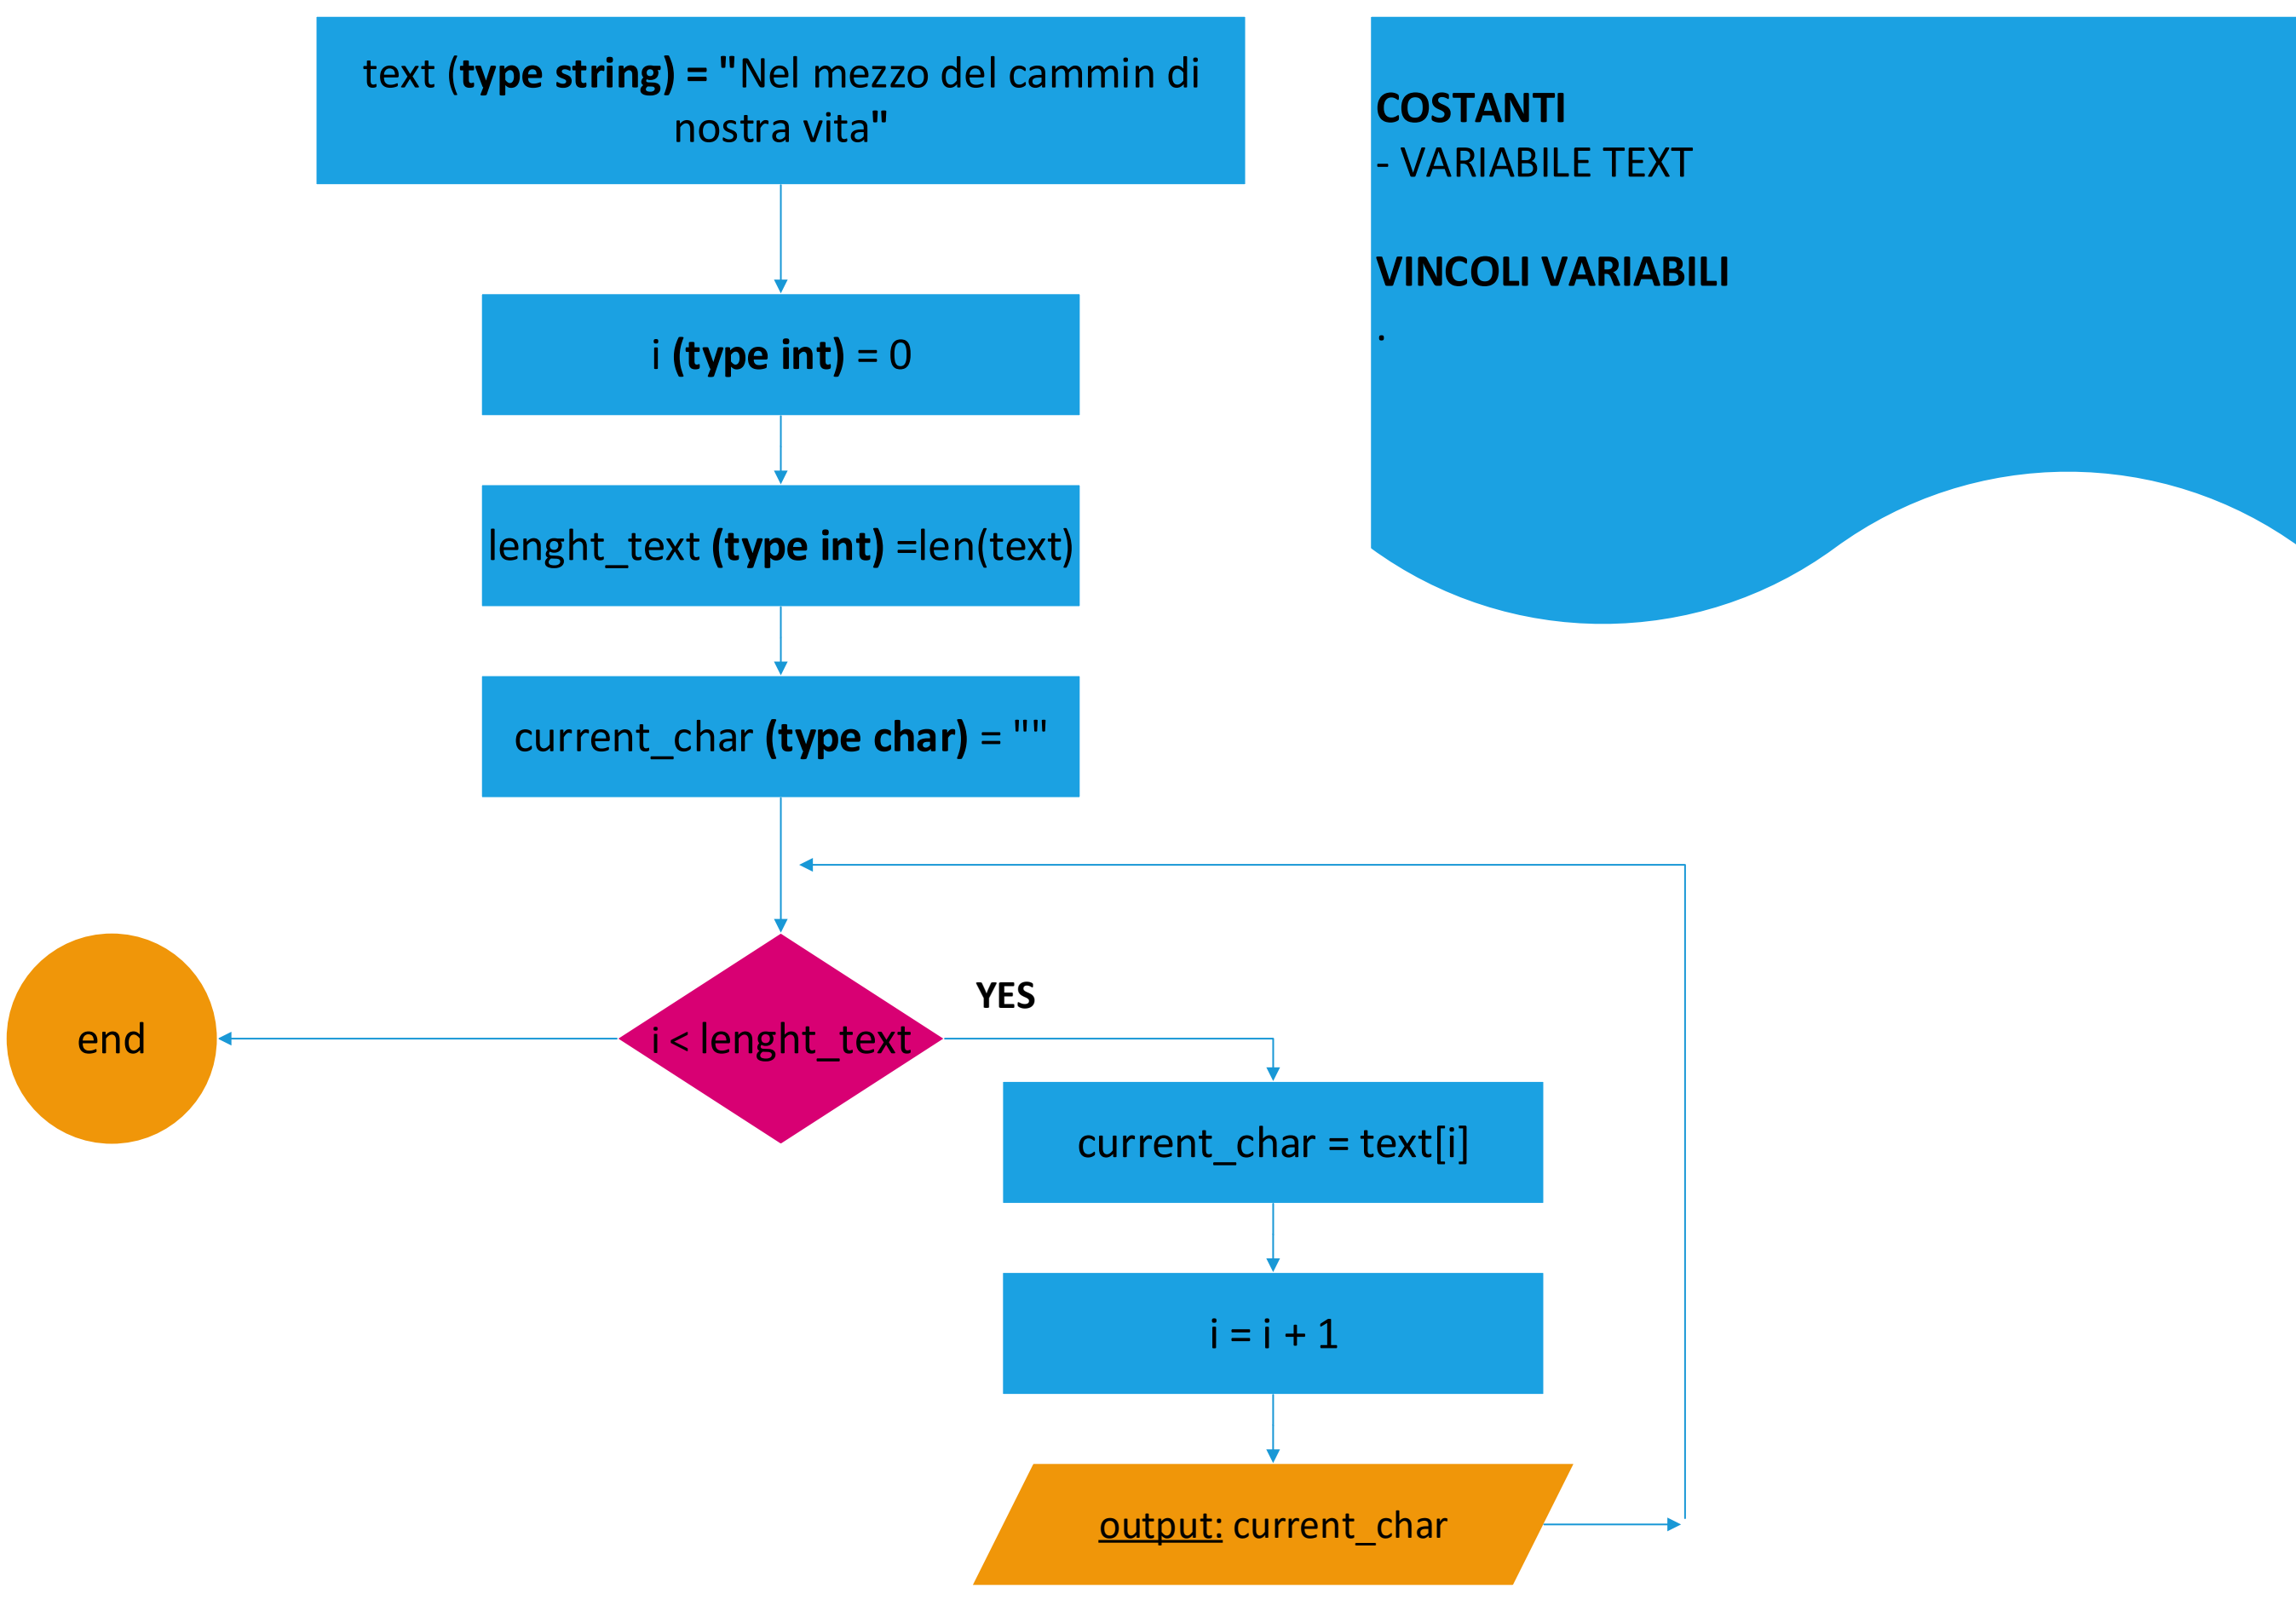 text (type string) = "Nel mezzo del cammin di
nostra vita"
COSTANTI
- VARIABILE TEXT
VINCOLI VARIABILI
.
i (type int) = 0
lenght_text (type int) =len(text)
current_char (type char) = ""
YES
end
i < lenght_text
current_char = text[i]
i = i + 1
output: current_char